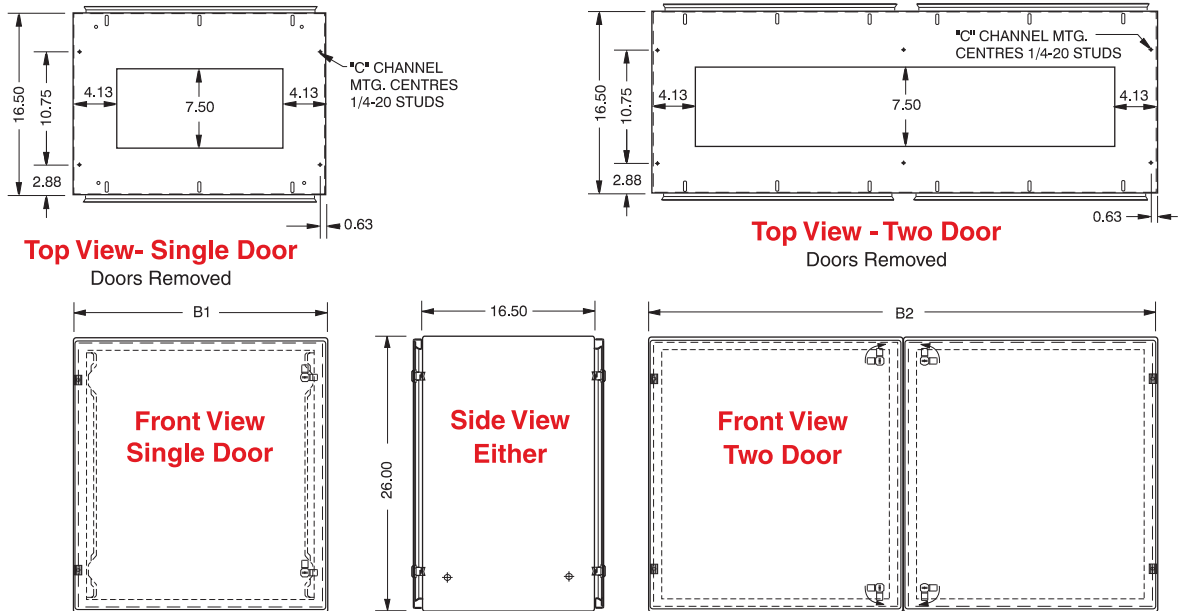 16.50
10.75
2.88
4.13
7.50
4.13
"C" CHANNEL
MTG. CENTRES
1/4-20 STUDS
0.63
Top View- Single Door
Doors Removed
16.50
10.75
2.88
4.13
7.50
4.13
"C" CHANNEL MTG.
CENTRES 1/4-20 STUDS
0.63
Top View - Two Door
Doors Removed
B1
Front View
Single Door
16.50
26.00
Side View
Either
B2
Front View
Two Door